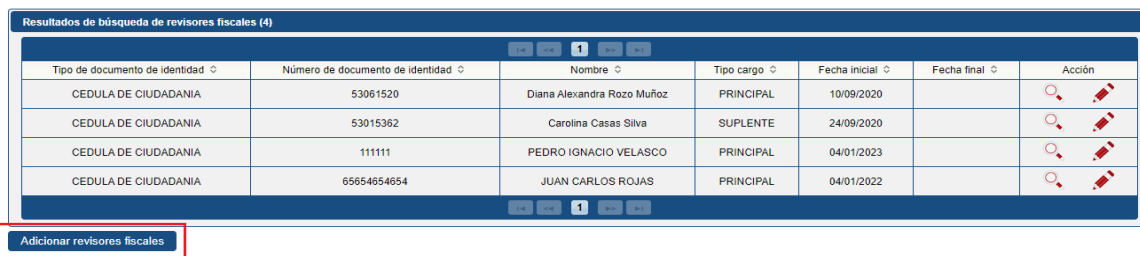 Resultados de búsqueda de revisores fiscales (4)
1
Tipo de documento de identidad Número de documento de identidad Nombre Tipo cargo Fecha inicial Fecha final Acción
CEDULA DE CIUDADANIA 53061520 Diana Alexandra Rozo Muñoz PRINCIPAL 10/09/2020
CEDULA DE CIUDADANIA 53015362 Carolina Casas Silva SUPLENTE 24/09/2020
CEDULA DE CIUDADANIA 111111 PEDRO IGNACIO VELASCO PRINCIPAL 04/01/2023
CEDULA DE CIUDADANIA 65654654654 JUAN CARLOS ROJAS PRINCIPAL 04/01/2022
1
Adicionar revisores fiscales